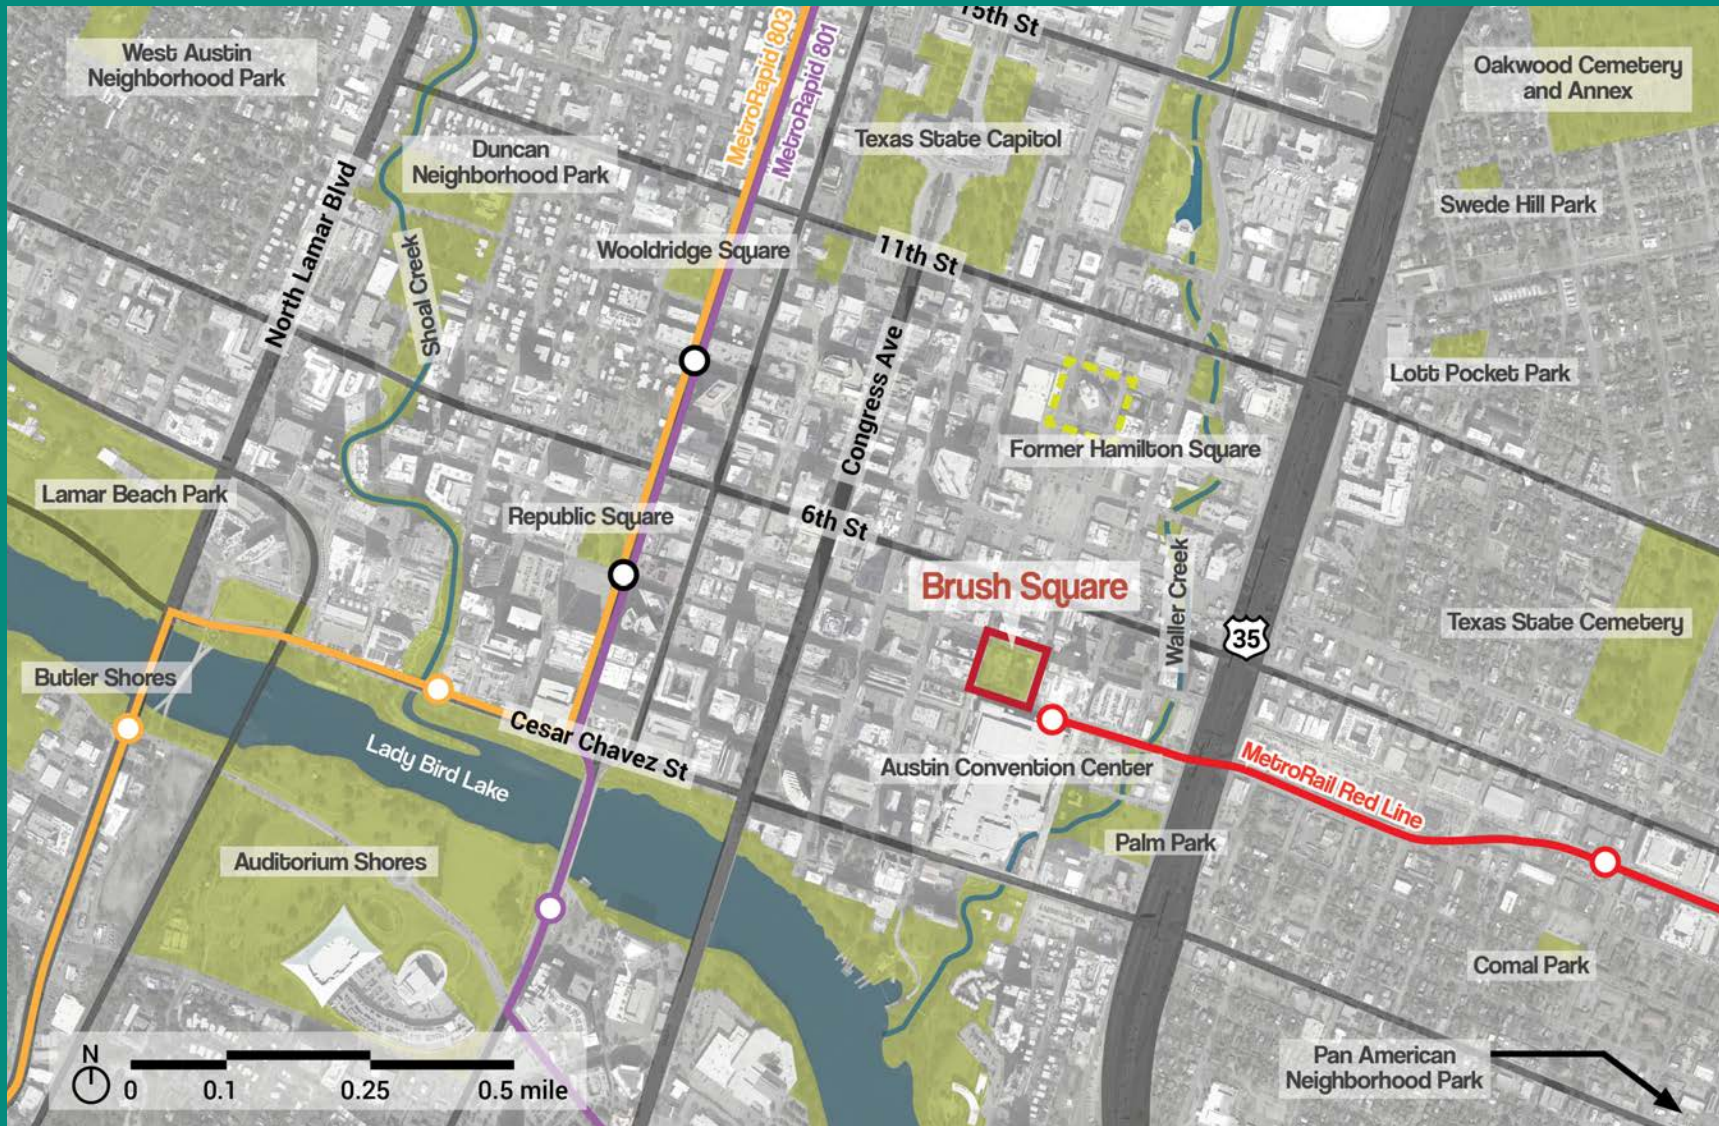 15th St
West Austin
Neighborhood Park
MetroRapid 803
MetroRapid 801
Oakwood Cemetery
and Annex
Texas State Capitol
Duncan
Neighborhood Park
Swede Hill Park
North Lamar Blvd
Shoal Creek
Wooldridge Square
11th St
Lott Pocket Park
Congress Ave
Former Hamilton Square
Lamar Beach Park
Republic Square
6th St
Brush Square
Waller Creek
35
Texas State Cemetery
Butler Shores
Cesar Chavez St
Lady Bird Lake
Austin Convention Center
MetroRail Red Line
Palm Park
Auditorium Shores
Comal Park
N
0 0.1 0.25 0.5 mile
Pan American
Neighborhood Park